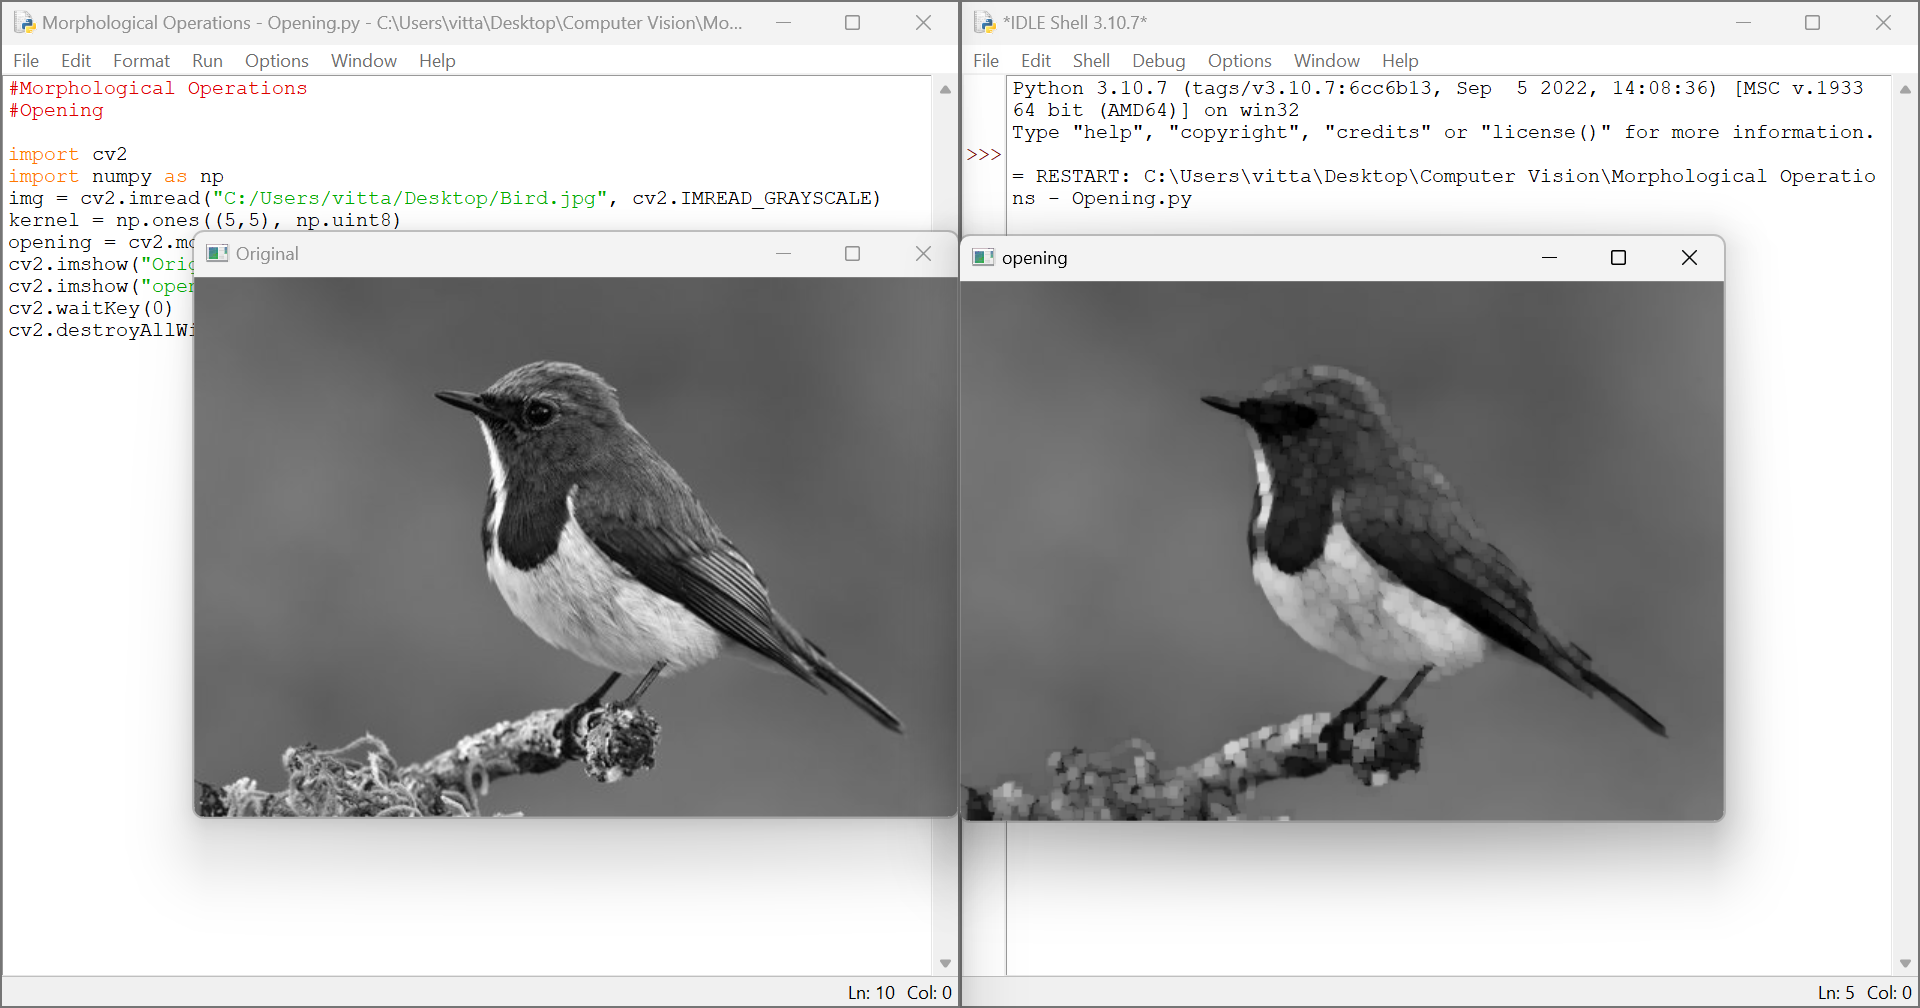 Morphological Operations - Opening.py - C:\Users\vitta\Desktop\Computer Vision\Mo...
File Edit Format Run Options Window Help
#Morphological Operations
#Opening
import cv2
import numpy as np
img = cv2.imread("C:/Users/vitta/Desktop/Bird.jpg", cv2.IMREAD_GRAYSCALE)
kernel = np.ones((5,5), np.uint8)
opening = cv2.mo
cv2.imshow("Orig
cv2.imshow("open
cv2.waitKey(0)
cv2.destroyAllWi
Original
Ln: 10 Col: 0
*IDLE Shell 3.10.7*
File Edit Shell Debug Options Window Help
Python 3.10.7 (tags/v3.10.7:6cc6b13, Sep  5 2022, 14:08:36) [MSC v.1933
64 bit (AMD64)] on win32
Type "help", "copyright", "credits" or "license()" for more information.
>>>
= RESTART: C:\Users\vitta\Desktop\Computer Vision\Morphological Operatio
ns - Opening.py
opening
Ln: 5 Col: 0